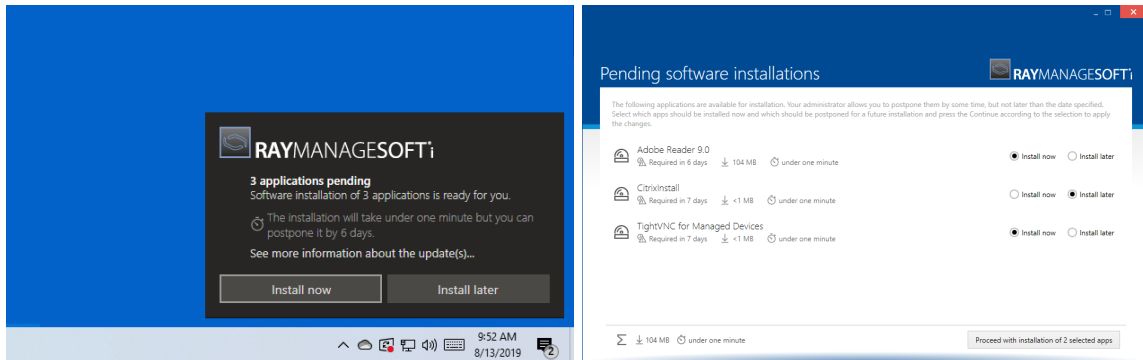 RAYMANAGESOFTi
3 applications pending
Software installation of 3 applications is ready for you.
The installation will take under one minute but you can
postpone it by 6 days.
See more information about the update(s)...
Install now
Install later
9:52 AM
8/13/2019
2
Pending software installations
RAYMANAGESOFTi
The following applications are available for installation. Your administrator allows you to postpone them by some time, but not later than the date specified.
Select which apps should be installed now and which should be postponed for a future installation and press the Continue according to the selection to apply
the changes.
Adobe Reader 9.0
Required in 6 days 104 MB under one minute
Install now Install later
CitrixInstall
Required in 7 days <1 MB under one minute
Install now Install later
TightVNC for Managed Devices
Required in 7 days <1 MB under one minute
Install now Install later
Σ 104 MB under one minute
Proceed with installation of 2 selected apps